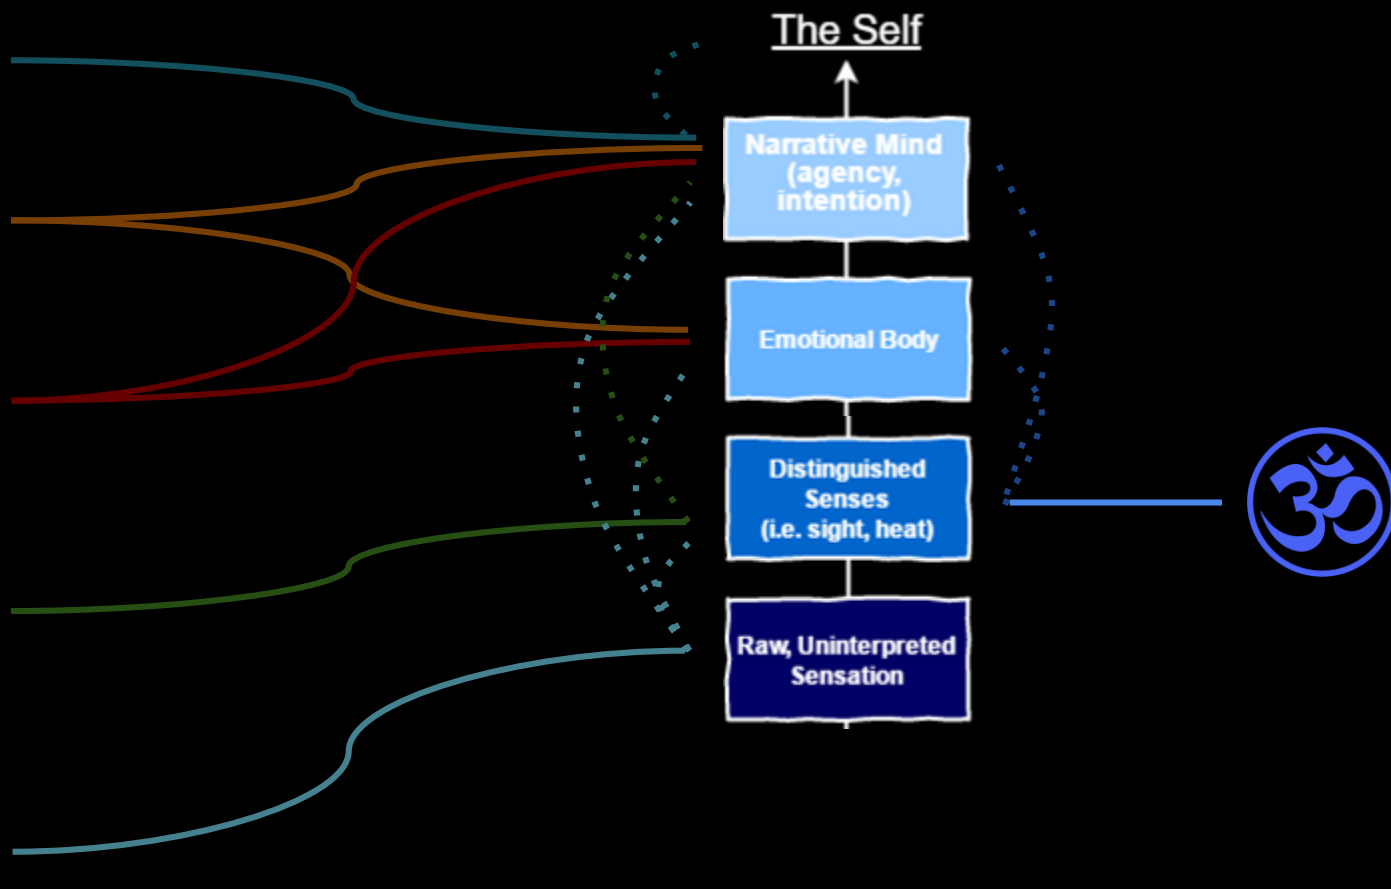 The Self
Narrative Mind
(agency,
intention)
Emotional Body
Distinguished
Senses
(i.e. sight, heat)
ॐ
Raw, Uninterpreted
Sensation